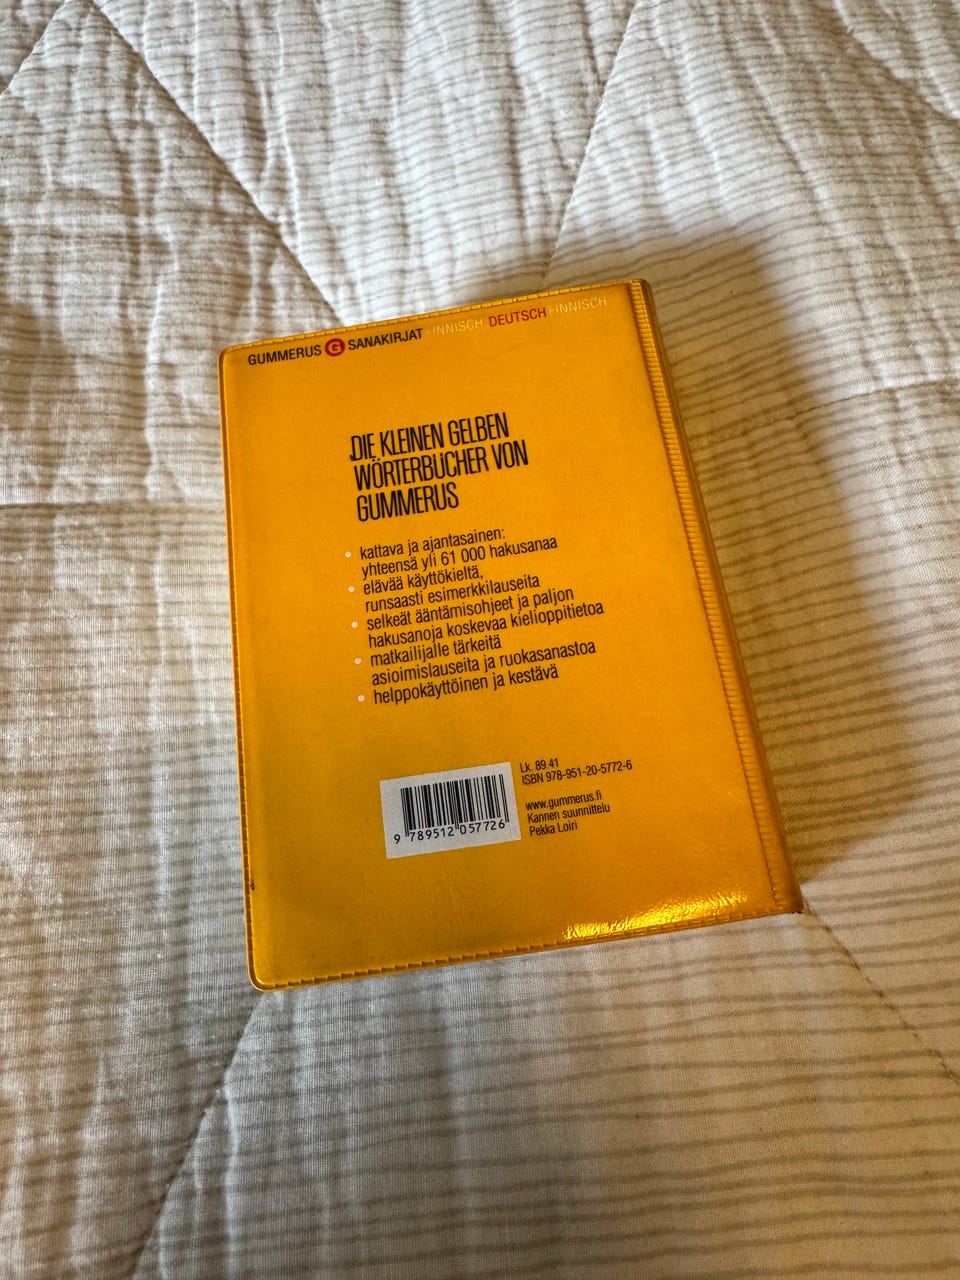 GUMMERUS G SANAKIRJAT INNISCH DEUTSCH FINNISCH
DIE KLEINEN GELBEN
WÖRTERBÜCHER VON
GUMMERUS
• kattava ja ajantasainen:
yhteensä yli 61 000 hakusanaa
• elävää käyttökieltä,
runsaasti esimerkkilauseita
• selkeät ääntämisohjeet ja paljon
hakusanoja koskevaa kielioppitietoa
• matkailijalle tärkeitä
asioimislauseita ja ruokasanastoa
• helppokäyttöinen ja kestävä
Lk. 89.41
ISBN 978-951-20-5772-6
www.gummerus.fi
Kannen suunnittelu
Pekka Loiri
9 789512 057726